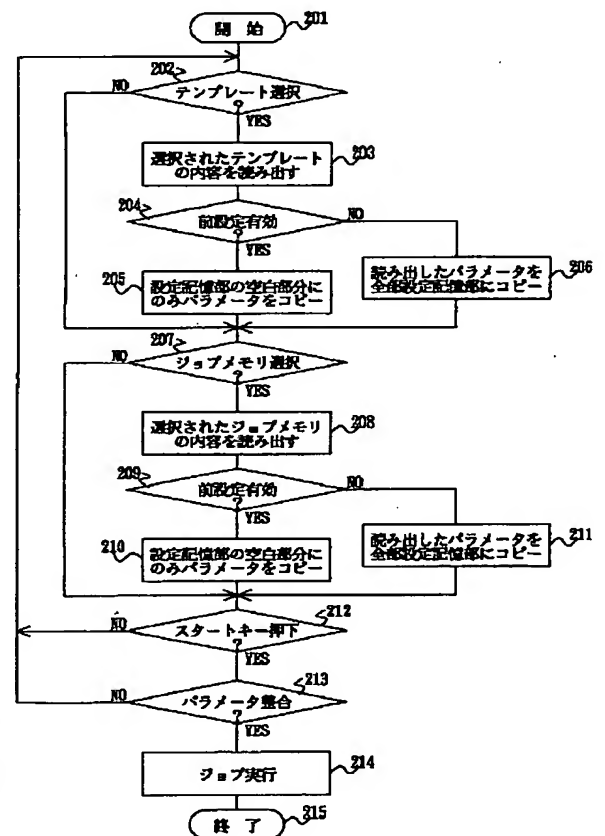 開始
201
202
テンプレート選択
?
NO
YES
選択されたテンプレート
の内容を読み出す
203
204
前設定有効
?
NO
YES
205
設定記憶部の空白部分に
のみパラメータをコピー
読み出したパラメータを
全部設定記憶部にコピー
206
207
NO
ジョブメモリ選択
?
YES
選択されたジョブメモリ
の内容を読み出す
208
209
前設定有効
?
NO
YES
210
設定記憶部の空白部分に
のみパラメータをコピー
読み出したパラメータを
全部設定記憶部にコピー
211
212
NO
スタートキー押下
?
YES
213
NO
パラメータ整合
?
YES
ジョブ実行
214
終了
215